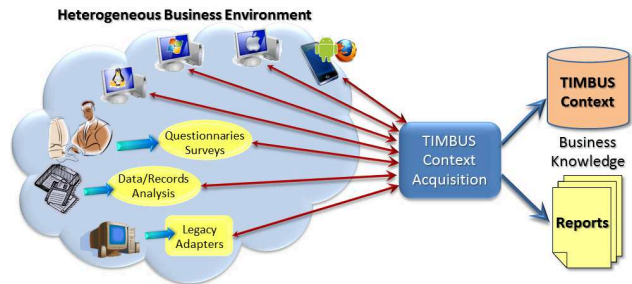 Heterogeneous Business Environment
Questionnaries
Surveys
Data/Records
Analysis
Legacy
Adapters
TIMBUS
Context
Acquisition
TIMBUS
Context
Business
Knowledge
Reports